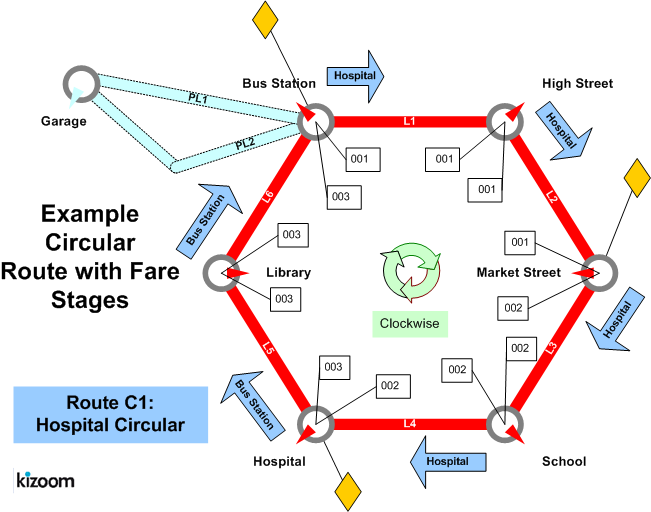 Bus Station
Hospital
High Street
PL1
Garage
L1
Hospital
PL2
001
001
003
001
L6
L2
Bus Station
Example
Circular
Route with Fare
Stages
003
001
Library
Market Street
003
002
Clockwise
Hospital
L5
L3
002
003
002
002
Bus Station
Route C1:
Hospital Circular
L4
Hospital
Hospital
School
kizoom